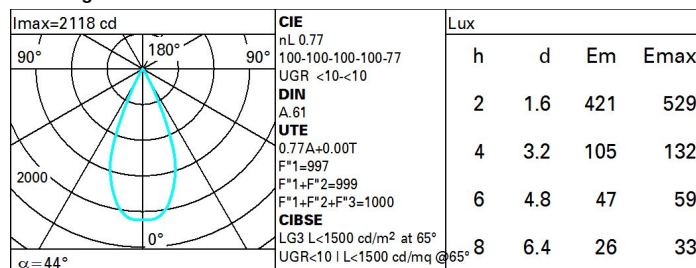 Imax=2118 cd
90° 180° 90°
2000
0°
α=44°
CIE
nL 0.77
100-100-100-100-77
UGR <10-<10
DIN
A.61
UTE
0.77A+0.00T
F"1=997
F"1+F"2=999
F"1+F"2+F"3=1000
CIBSE
LG3 L<1500 cd/m² at 65°
UGR<10 | L<1500 cd/mq @65°
Lux
h d Em Emax
2 1.6 421 529
4 3.2 105 132
6 4.8 47 59
8 6.4 26 33